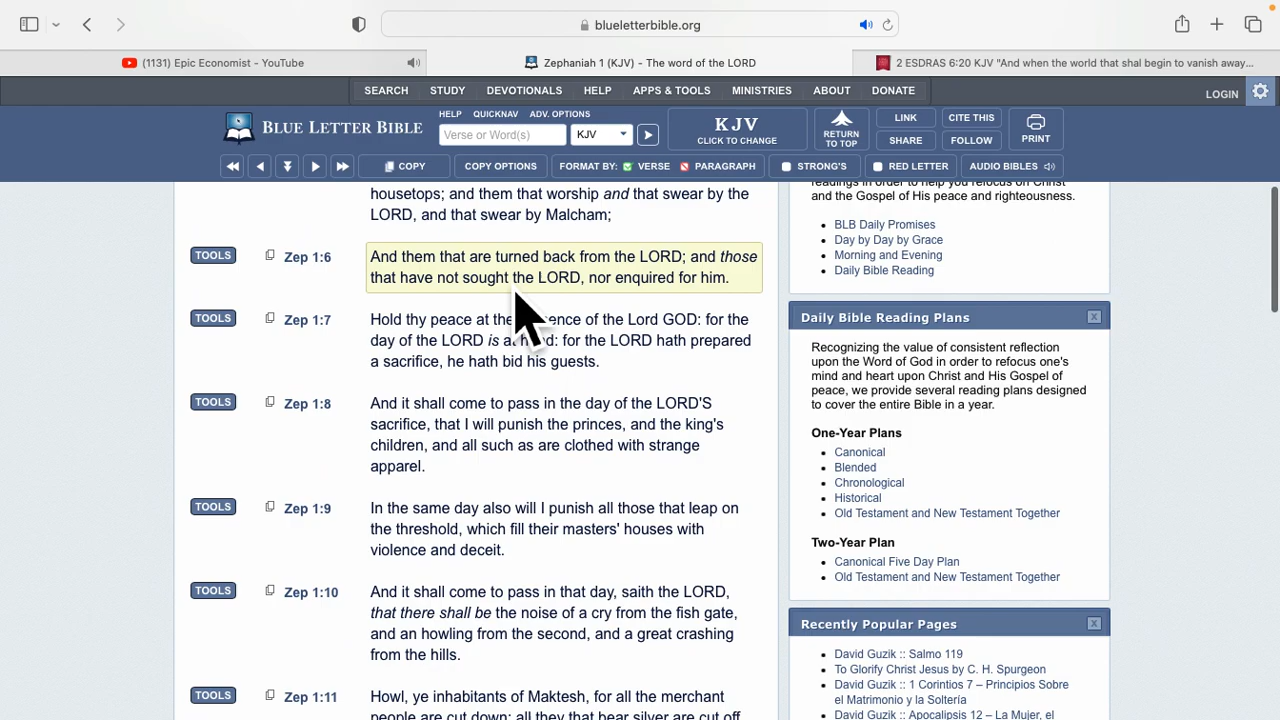 blueletterbible.org
(1131) Epic Economist - YouTube
Zephaniah 1 (KJV) - The word of the LORD
2 ESDRAS 6:20 KJV "And when the world that shal begin to vanish away...
SEARCH STUDY DEVOTIONALS HELP APPS & TOOLS MINISTRIES ABOUT DONATE
LOGIN
BLUE LETTER BIBLE
HELP QUICKNAV ADV. OPTIONS
Verse or Word(s)
KJV
KJV
CLICK TO CHANGE
RETURN
TO TOP
LINK
CITE THIS
SHARE
FOLLOW
PRINT
COPY
COPY OPTIONS
FORMAT BY: VERSE PARAGRAPH
STRONG'S
RED LETTER
AUDIO BIBLES
housetops; and them that worship and that swear by the
LORD, and that swear by Malcham;
TOOLS
Zep 1:6
And them that are turned back from the LORD; and those
that have not sought the LORD, nor enquired for him.
TOOLS
Zep 1:7
Hold thy peace at the of the Lord GOD: for the
day of the LORD is for the LORD hath prepared
a sacrifice, he hath bid his guests.
TOOLS
Zep 1:8
And it shall come to pass in the day of the LORD'S
sacrifice, that I will punish the princes, and the king's
children, and all such as are clothed with strange
apparel.
TOOLS
Zep 1:9
In the same day also will I punish all those that leap on
the threshold, which fill their masters' houses with
violence and deceit.
TOOLS
Zep 1:10
And it shall come to pass in that day, saith the LORD,
that there shall be the noise of a cry from the fish gate,
and an howling from the second, and a great crashing
from the hills.
TOOLS
Zep 1:11
Howl, ye inhabitants of Maktesh, for all the merchant
people are cut down; all they that bear silver are cut off
readings in order to help you refocus on Christ
and the Gospel of His peace and righteousness.
BLB Daily Promises
Day by Day by Grace
Morning and Evening
Daily Bible Reading
Daily Bible Reading Plans
Recognizing the value of consistent reflection
upon the Word of God in order to refocus one's
mind and heart upon Christ and His Gospel of
peace, we provide several reading plans designed
to cover the entire Bible in a year.
One-Year Plans
Canonical
Blended
Chronological
Historical
Old Testament and New Testament Together
Two-Year Plan
Canonical Five Day Plan
Old Testament and New Testament Together
Recently Popular Pages
David Guzik :: Salmo 119
To Glorify Christ Jesus by C. H. Spurgeon
David Guzik :: 1 Corintios 7 – Principios Sobre
el Matrimonio y la Soltería
David Guzik :: Apocalipsis 12 – La Mujer, el